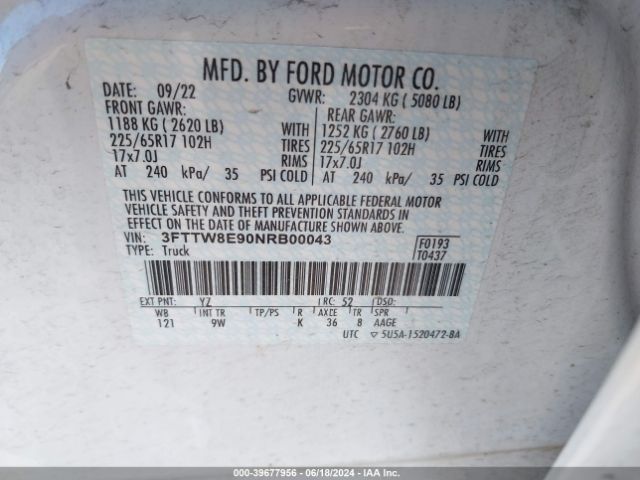 MFD. BY FORD MOTOR CO.
DATE: 09/22 GVWR: 2304 KG ( 5080 LB)
FRONT GAWR: REAR GAWR:
1188 KG ( 2620 LB) WITH 1252 KG ( 2760 LB) WITH
225/65R17 102H TIRES 225/65R17 102H TIRES
17x7.0J RIMS 17x7.0J RIMS
AT 240 kPa/ 35 PSI COLD AT 240 kPa/ 35 PSI COLD
THIS VEHICLE CONFORMS TO ALL APPLICABLE FEDERAL MOTOR
VEHICLE SAFETY AND THEFT PREVENTION STANDARDS IN
EFFECT ON THE DATE OF MANUFACTURE SHOWN ABOVE.
VIN: 3FTTW8E90NRB00043 F0193
TYPE: Truck T0437
EXT PNT: YZ RC: 52 DSO:
WB INT TR TP/PS R AXLE TR SPR
121 9W K 36 8 AAGE
UTC ▽ 5U5A-1520472-BA
000-39677956 | 06/18/2024 | IAAI.com